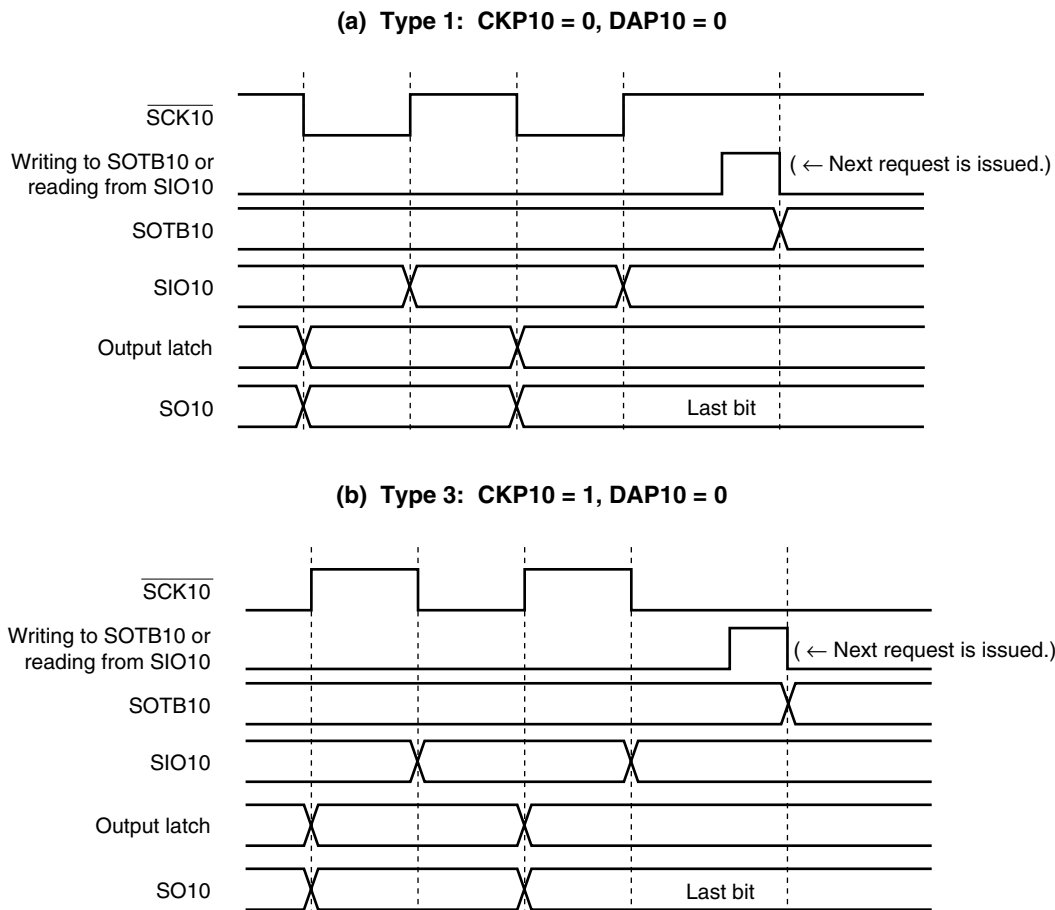 (a) Type 1: CKP10 = 0, DAP10 = 0
SCK10
Writing to SOTB10 or
reading from SIO10
( ← Next request is issued.)
SOTB10
SIO10
Output latch
SO10
Last bit
(b) Type 3: CKP10 = 1, DAP10 = 0
SCK10
Writing to SOTB10 or
reading from SIO10
( ← Next request is issued.)
SOTB10
SIO10
Output latch
SO10
Last bit